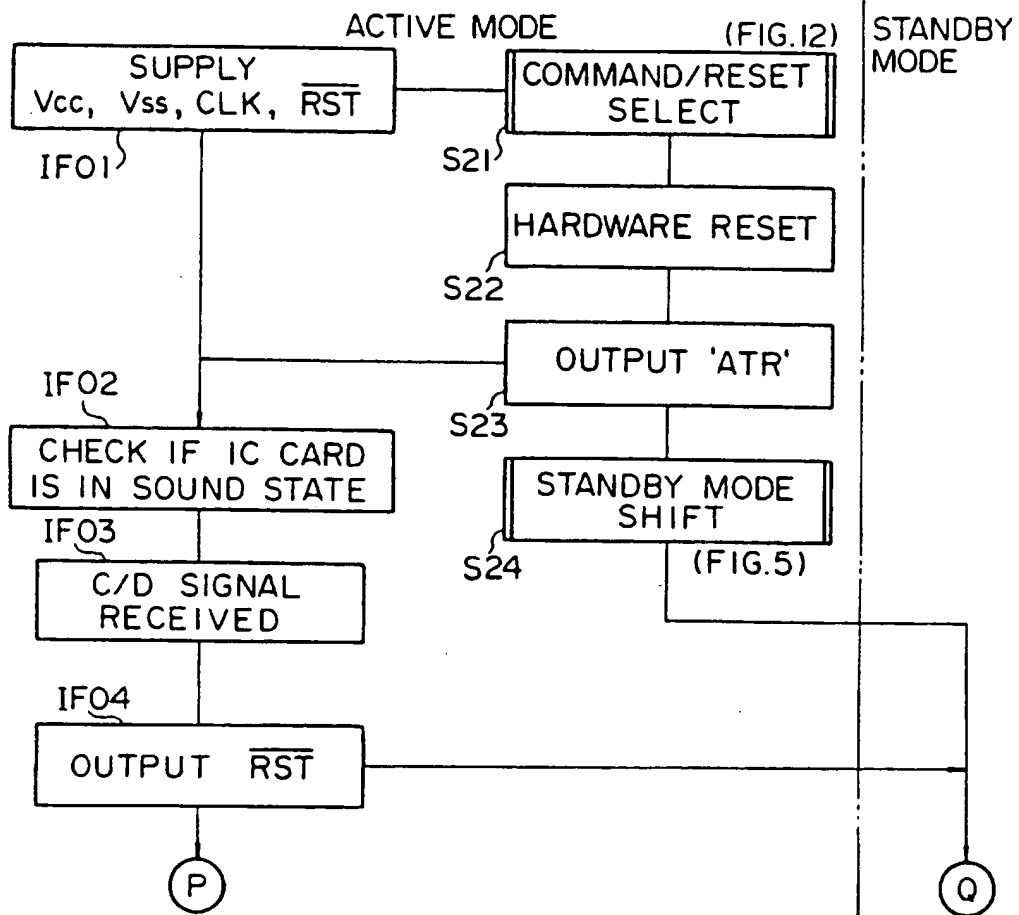 ACTIVE MODE
(FIG.12)
STANDBY
MODE
SUPPLY
Vcc, Vss, CLK, R̅S̅T̅
IF01
COMMAND/RESET
SELECT
S21
HARDWARE RESET
S22
OUTPUT 'ATR'
S23
IF02
CHECK IF IC CARD
IS IN SOUND STATE
STANDBY MODE
SHIFT
S24
(FIG.5)
IF03
C/D SIGNAL
RECEIVED
IF04
OUTPUT R̅S̅T̅
P
Q